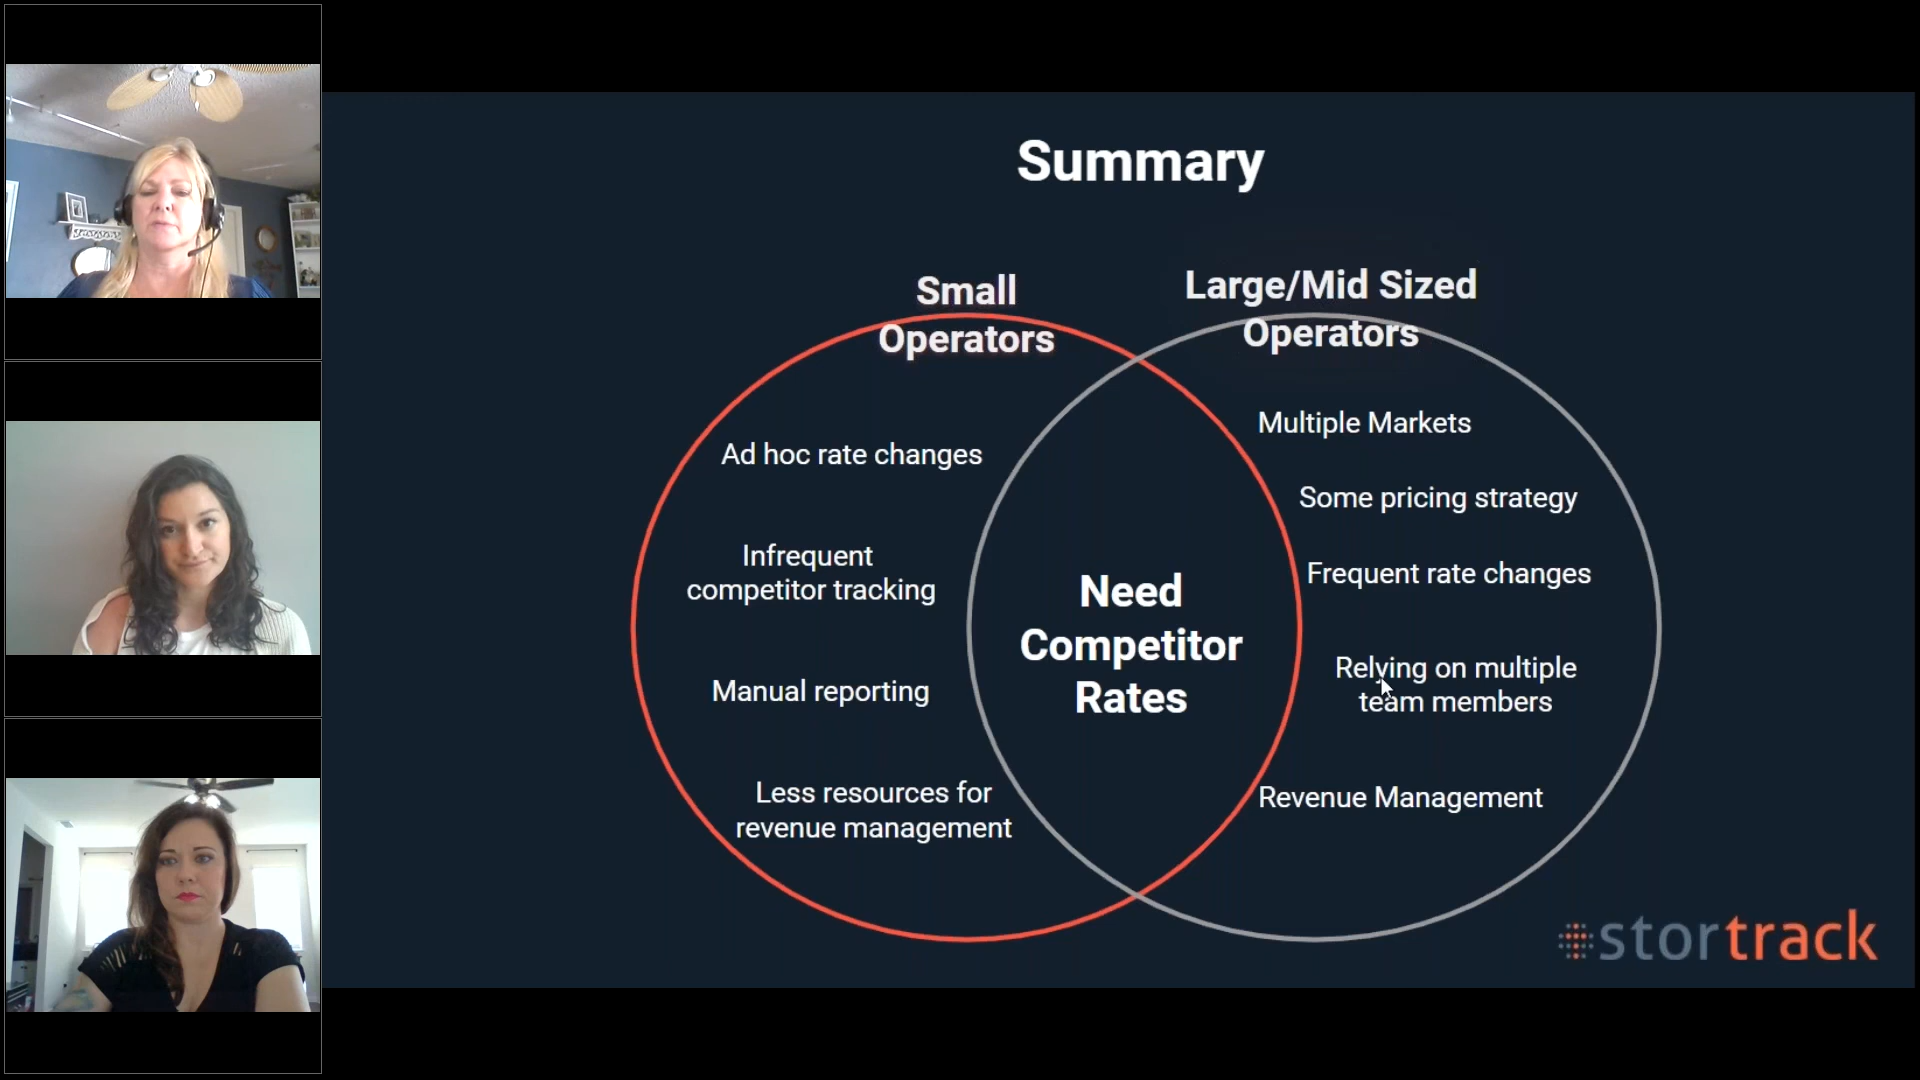 Summary
Small
Operators
Large/Mid Sized
Operators
Ad hoc rate changes
Infrequent
competitor tracking
Manual reporting
Less resources for
revenue management
Need
Competitor
Rates
Multiple Markets
Some pricing strategy
Frequent rate changes
Relying on multiple
team members
Revenue Management
stortrack